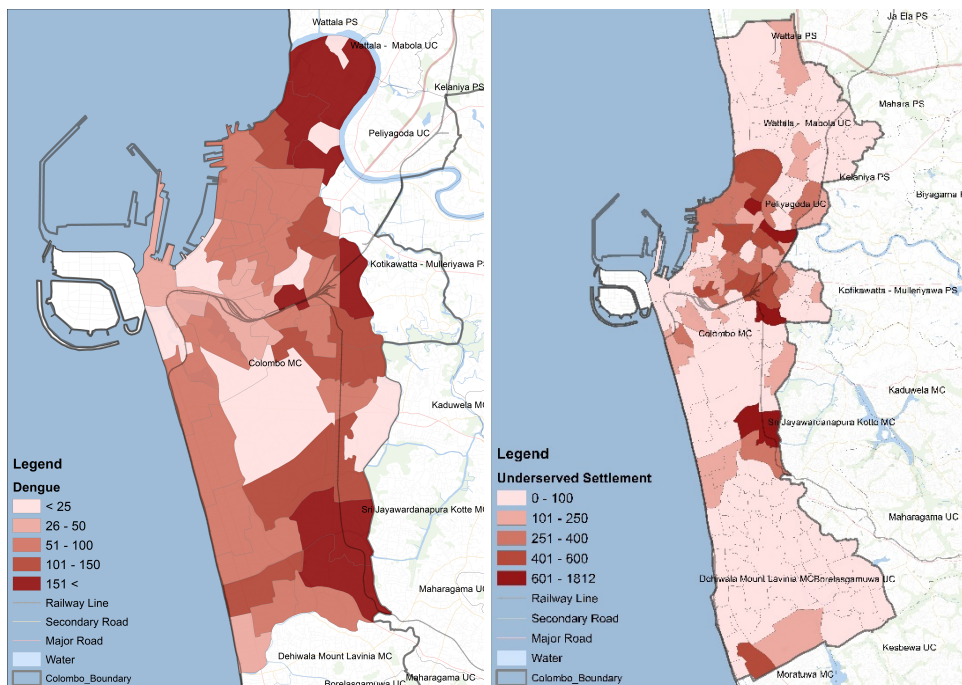 Wattala PS
Wattala - Mabola UC
Kelaniya PS
Peliyagoda UC
Kotikawatta - Mulleriyawa PS
Colombo MC
Kaduwela MC
Sri Jayawardanapura Kotte MC
Maharagama UC
Dehiwala Mount Lavinia MC
Borelasgamuwa UC
Legend
Dengue
< 25
26 - 50
51 - 100
101 - 150
151 <
Railway Line
Secondary Road
Major Road
Water
Colombo_Boundary
Ja Ela PS
Wattala PS
Mahara PS
Wattala - Mabola UC
Kelaniya PS
Biyagama
Peliyagoda UC
Kotikawatta - Mulleriyawa PS
Colombo MC
Kaduwela MC
Sri Jayawardanapura Kotte MC
Maharagama UC
Dehiwala Mount Lavinia MC
Borelasgamuwa UC
Kesbewa UC
Moratuwa MC
Legend
Underserved Settlement
0 - 100
101 - 250
251 - 400
401 - 600
601 - 1812
Railway Line
Secondary Road
Major Road
Water
Colombo_Boundary